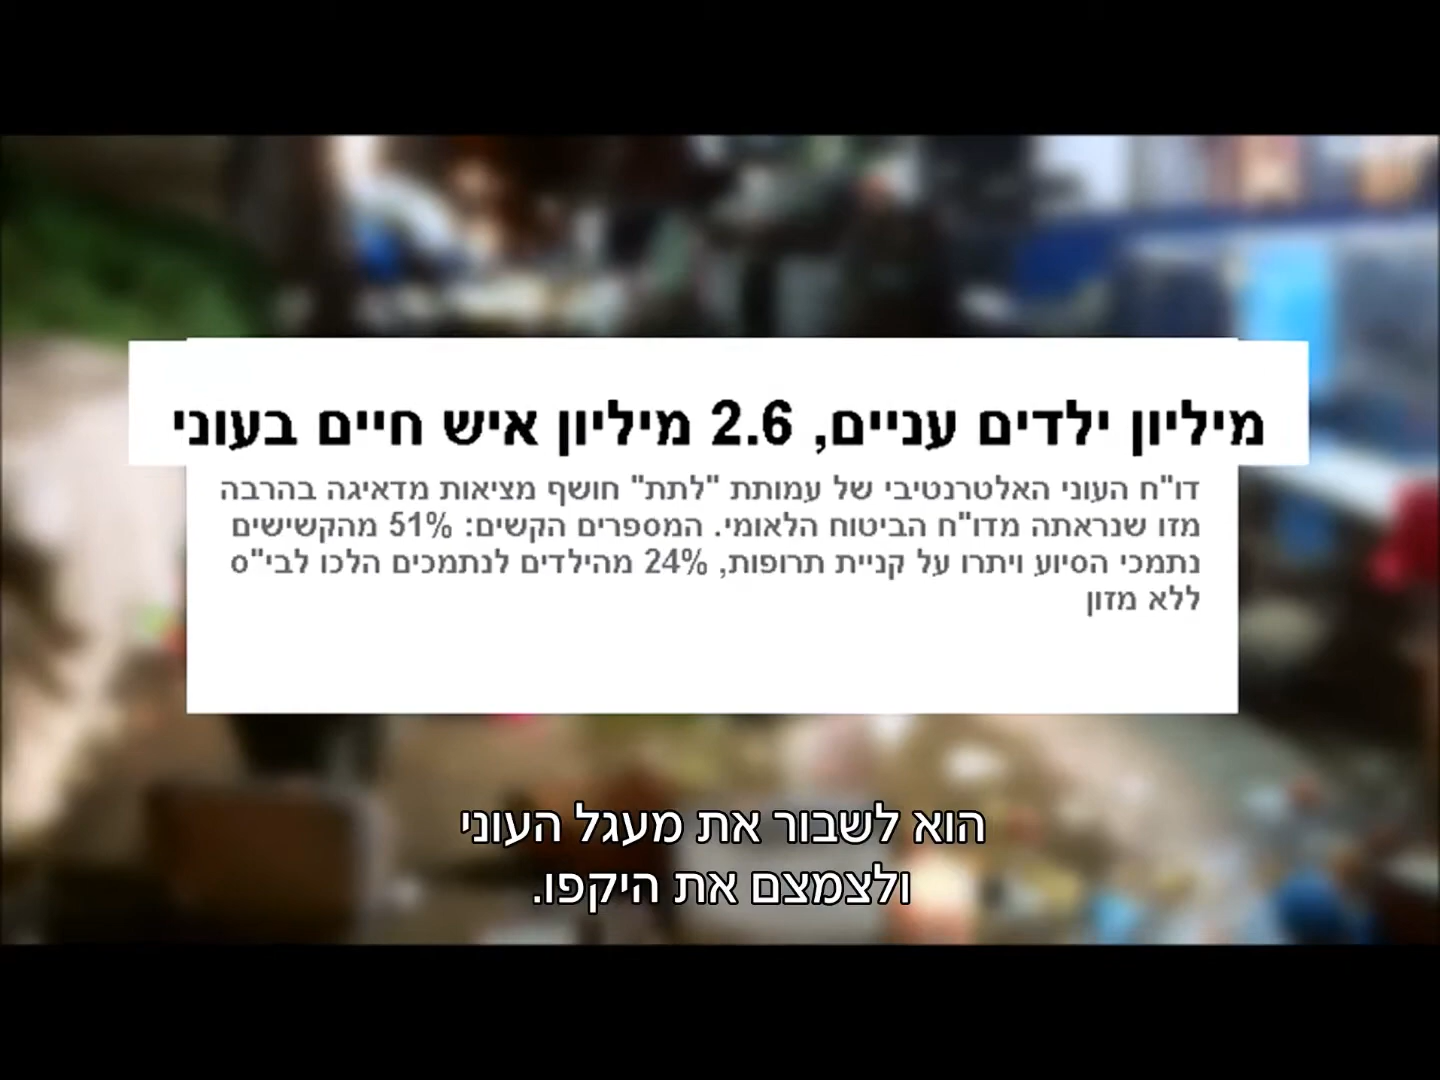 מיליון ילדים עניים, 2.6 מיליון איש חיים בעוני
דו"ח העוני האלטרנטיבי של עמותת "לתת" חושף מציאות מדאיגה בהרבה
מזו שנראתה מדו"ח הביטוח הלאומי. המספרים הקשים: 51% מהקשישים
נתמכי הסיוע ויתרו על קניית תרופות, 24% מהילדים לנתמכים הלכו לבי"ס
ללא מזון
הוא לשבור את מעגל העוני
ולצמצם את היקפו.